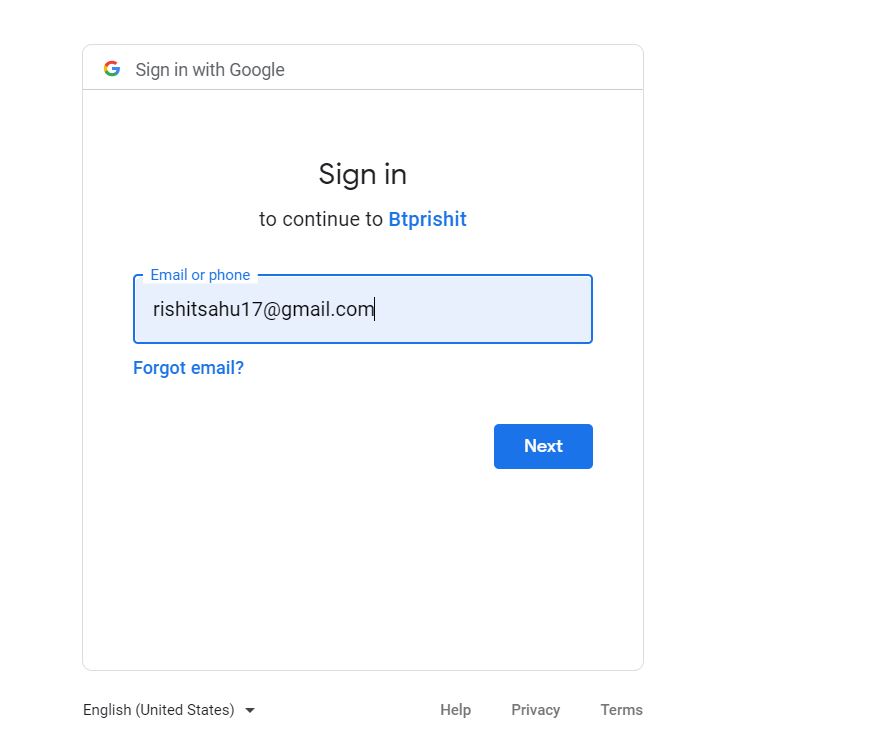 Sign in with Google
Sign in
to continue to Btprishit
Email or phone
rishitsahu17@gmail.com
Forgot email?
Next
English (United States)
Help Privacy Terms